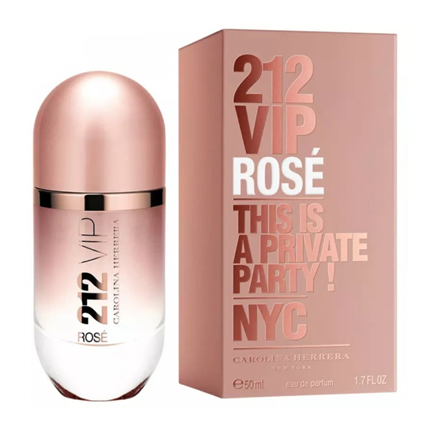 212 VIP
ROSÉ
CAROLINA HERRERA
212
VIP
ROSÉ
THIS IS
A PRIVATE
PARTY !
NYC
CAROLINA HERRERA
NEW YORK
℮50ml eau de parfum 1.7 FL OZ